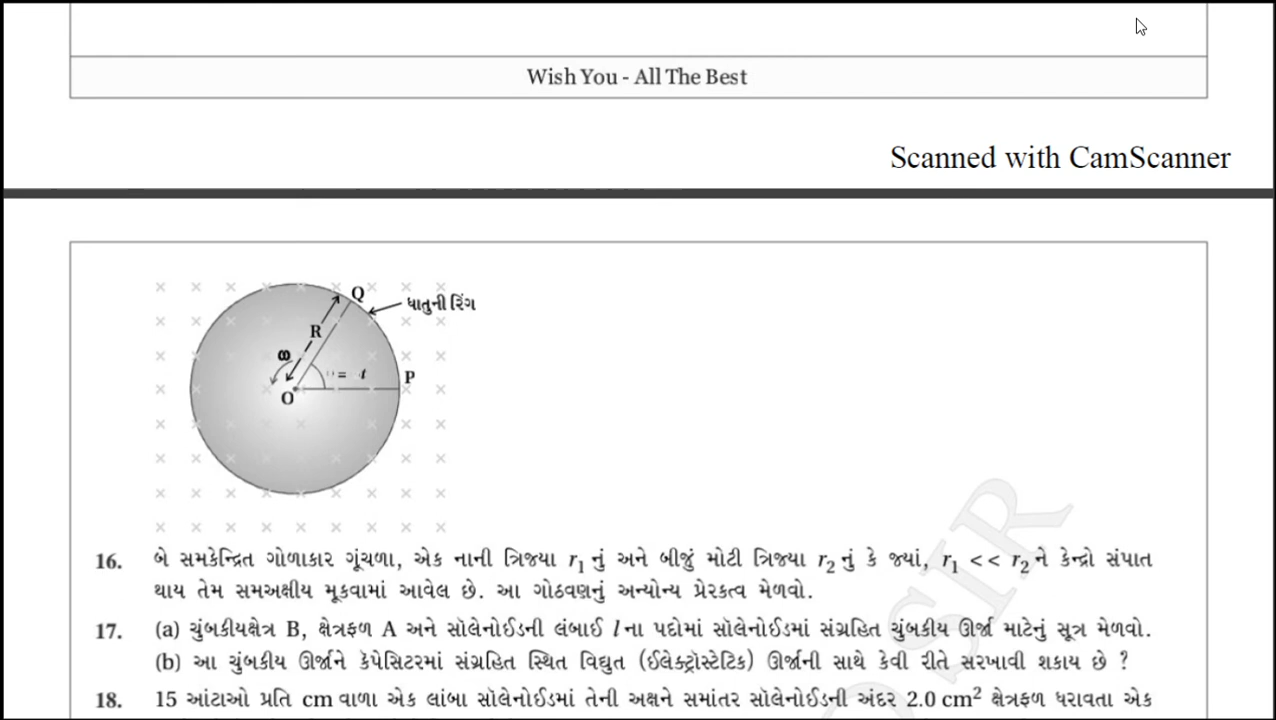 Wish You - All The Best
Scanned with CamScanner
Q
ધાતુની રિંગ
R
ω
= t
P
O
16. બે સમકેન્દ્રિત ગોળાકાર ગૂંચળા, એક નાની ત્રિજ્યા r₁ નું અને બીજું મોટી ત્રિજ્યા r₂ નું કે જ્યાં, r₁ << r₂ ને કેન્દ્રો સંપાત
થાય તેમ સમઅક્ષીય મૂકવામાં આવેલ છે. આ ગોઠવણનું અન્યોન્ય પ્રેરકત્વ મેળવો.
17. (a) ચુંબકીયક્ષેત્ર B, ક્ષેત્રફળ A અને સૉલેનોઈડની લંબાઈ l ના પદોમાં સૉલેનોઈડમાં સંગ્રહિત ચુંબકીય ઊર્જા માટેનું સૂત્ર મેળવો.
(b) આ ચુંબકીય ઊર્જાને કૅપેસિટરમાં સંગ્રહિત સ્થિત વિદ્યુત (ઈલેક્ટ્રૉસ્ટેટિક) ઊર્જાની સાથે કેવી રીતે સરખાવી શકાય છે ?
18. 15 આંટાઓ પ્રતિ cm વાળા એક લાંબા સૉલેનોઈડમાં તેની અક્ષને સમાંતર સૉલેનોઈડની અંદર 2.0 cm² ક્ષેત્રફળ ધરાવતા એક
SIR